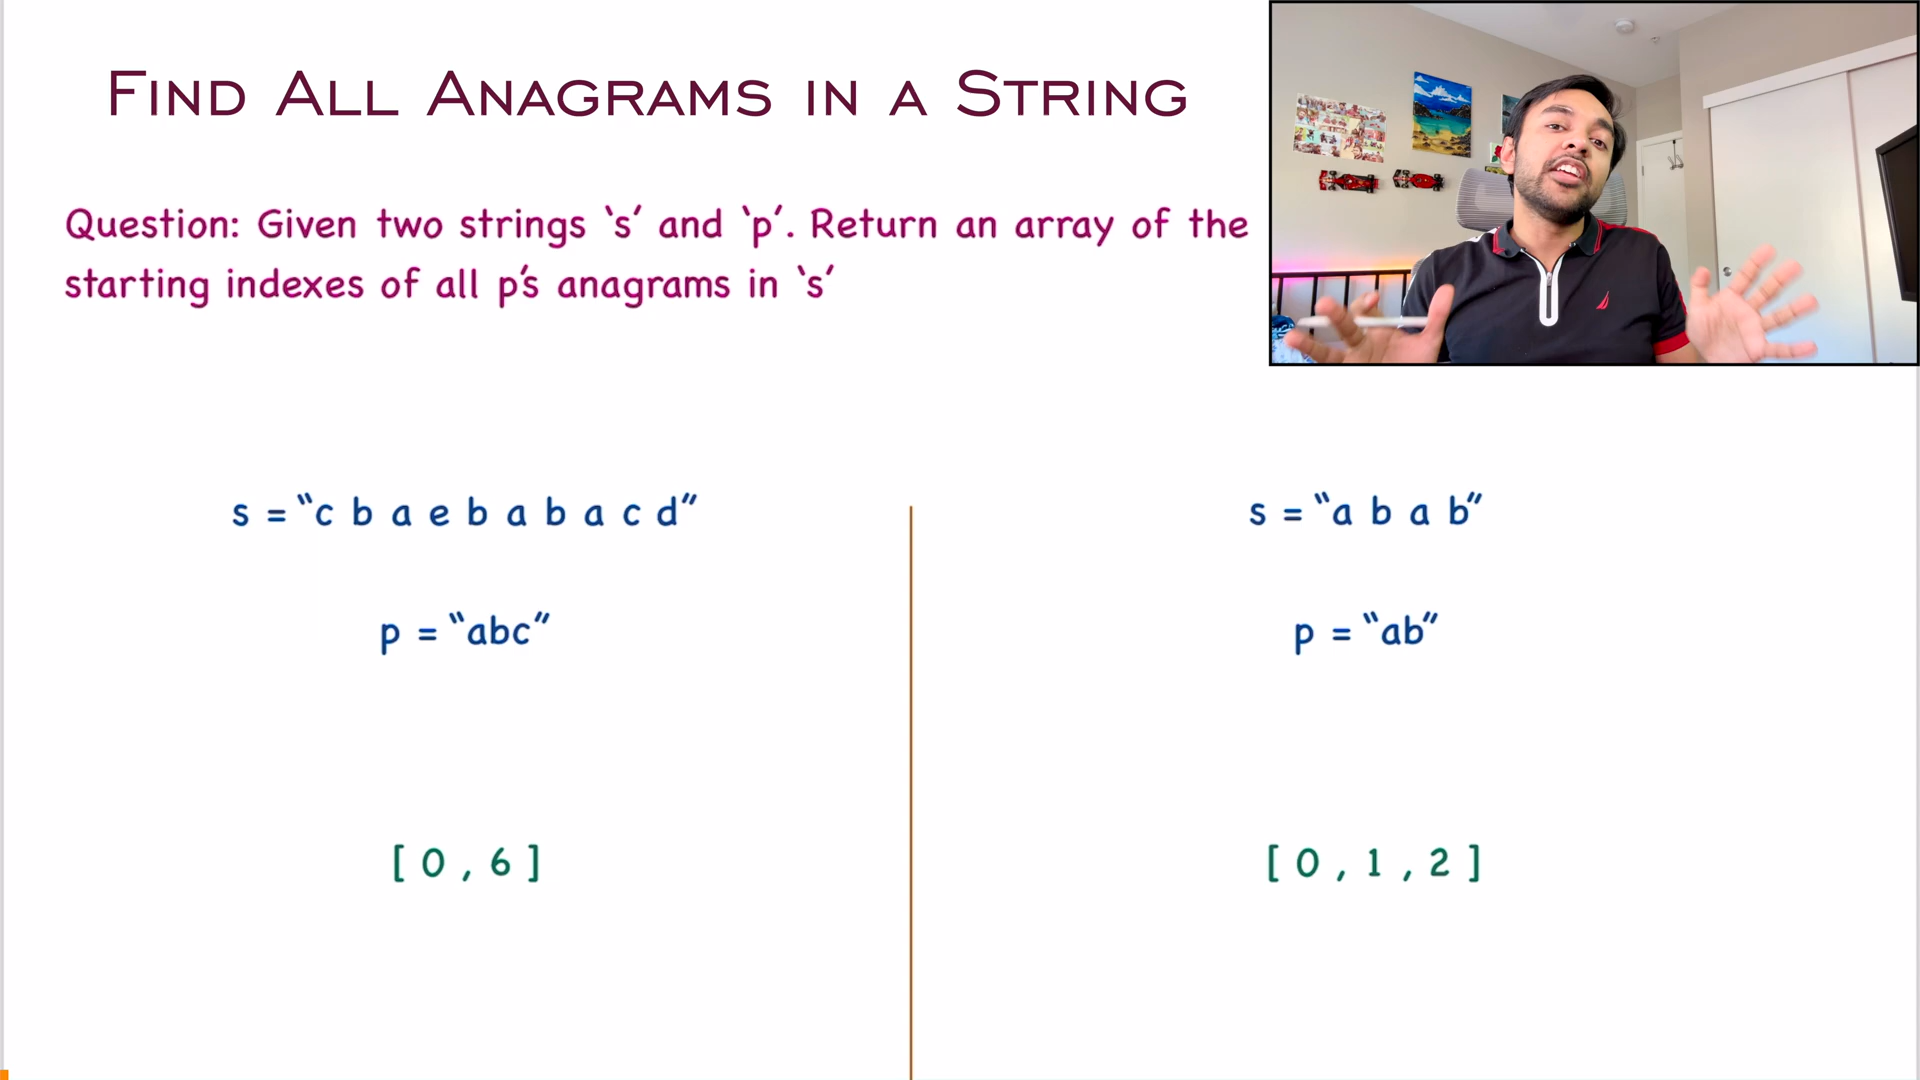 FIND ALL ANAGRAMS IN A STRING
Question: Given two strings ‘s’ and ‘p’. Return an array of the
starting indexes of all p’s anagrams in ‘s’
s = “c b a e b a b a c d”
p = “abc”
[ 0 , 6 ]
s = “a b a b”
p = “ab”
[ 0 , 1 , 2 ]